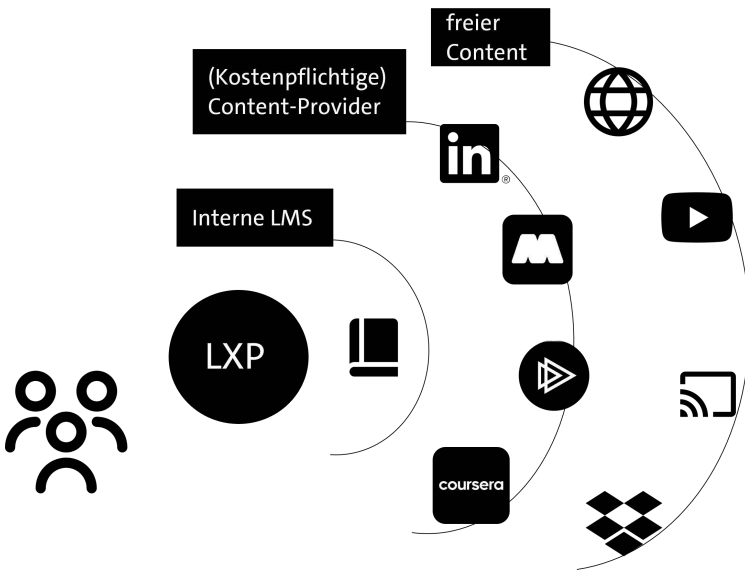 freier
Content
(Kostenpflichtige)
Content-Provider
in
®
Interne LMS
LXP
coursera